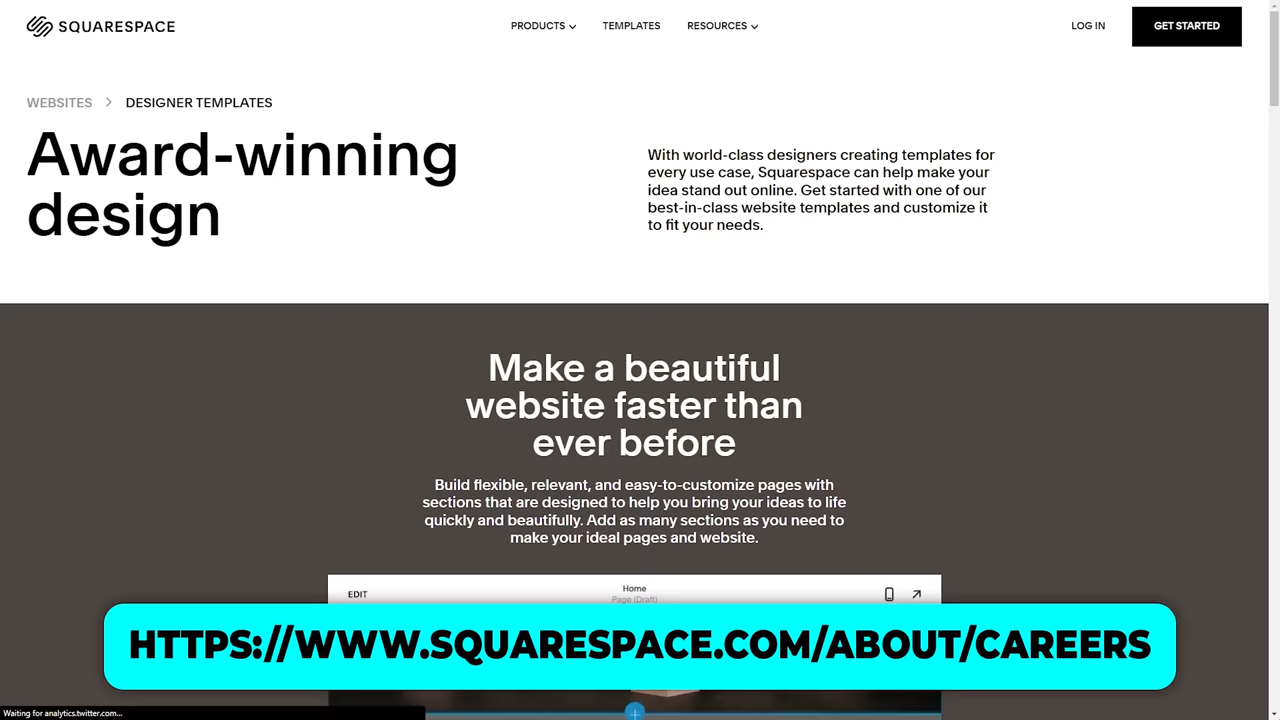 SQUARESPACE
PRODUCTS
TEMPLATES
RESOURCES
LOG IN
GET STARTED
WEBSITES
DESIGNER TEMPLATES
Award-winning
design
With world-class designers creating templates for
every use case, Squarespace can help make your
idea stand out online. Get started with one of our
best-in-class website templates and customize it
to fit your needs.
Make a beautiful
website faster than
ever before
Build flexible, relevant, and easy-to-customize pages with
sections that are designed to help you bring your ideas to life
quickly and beautifully. Add as many sections as you need to
make your ideal pages and website.
EDIT
Home
Page (Draft)
HTTPS://WWW.SQUARESPACE.COM/ABOUT/CAREERS
Waiting for analytics.twitter.com...